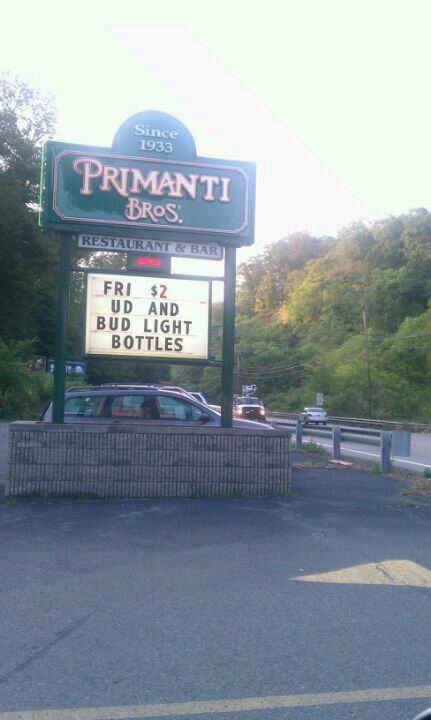 Since
1933
PRIMANTI
BROS.
RESTAURANT & BAR
FRI $2
UD AND
BUD LIGHT
BOTTLES